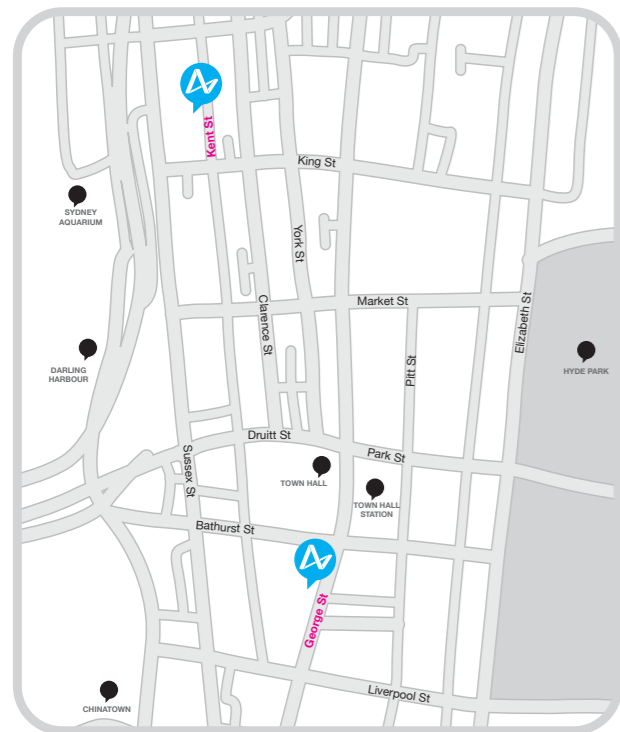 Kent St
King St
SYDNEY
AQUARIUM
York St
Market St
Elizabeth St
Clarence St
DARLING
HARBOUR
Pitt St
HYDE PARK
Druitt St
Park St
Sussex St
TOWN HALL
TOWN HALL
STATION
Bathurst St
George St
Liverpool St
CHINATOWN